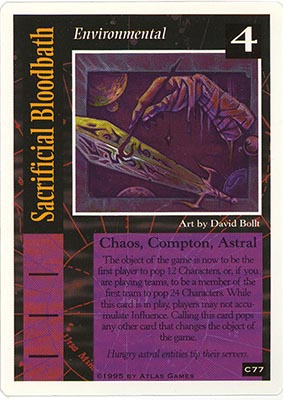 Sacrificial Bloodbath
Environmental
4
Art by David Bollt
Chaos, Compton, Astral
The object of the game is now to be the
first player to pop 12 Characters, or, if you
are playing teams, to be a member of the
first team to pop 24 Characters. While
this card is in play, players may not accu-
mulate Influence. Calling this card pops
any other card that changes the object of
the game.
Hungry astral entities tip their servers.
©1995 by Atlas Games
C77